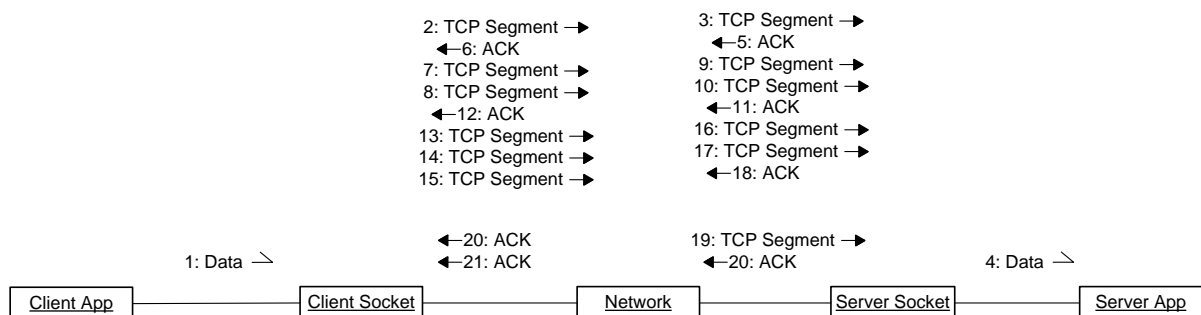 2: TCP Segment
6: ACK
7: TCP Segment
8: TCP Segment
12: ACK
13: TCP Segment
14: TCP Segment
15: TCP Segment
20: ACK
21: ACK
3: TCP Segment
5: ACK
9: TCP Segment
10: TCP Segment
11: ACK
16: TCP Segment
17: TCP Segment
18: ACK
19: TCP Segment
20: ACK
1: Data
4: Data
Client App
Client Socket
Network
Server Socket
Server App